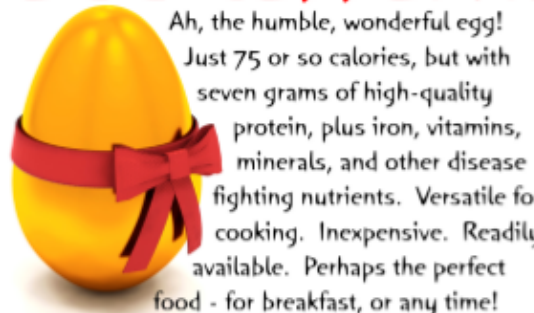 Ah, the humble, wonderful egg!
Just 75 or so calories, but with
seven grams of high-quality
protein, plus iron, vitamins,
minerals, and other disease
fighting nutrients. Versatile fo
cooking. Inexpensive. Readily
available. Perhaps the perfect
food - for breakfast, or any time!